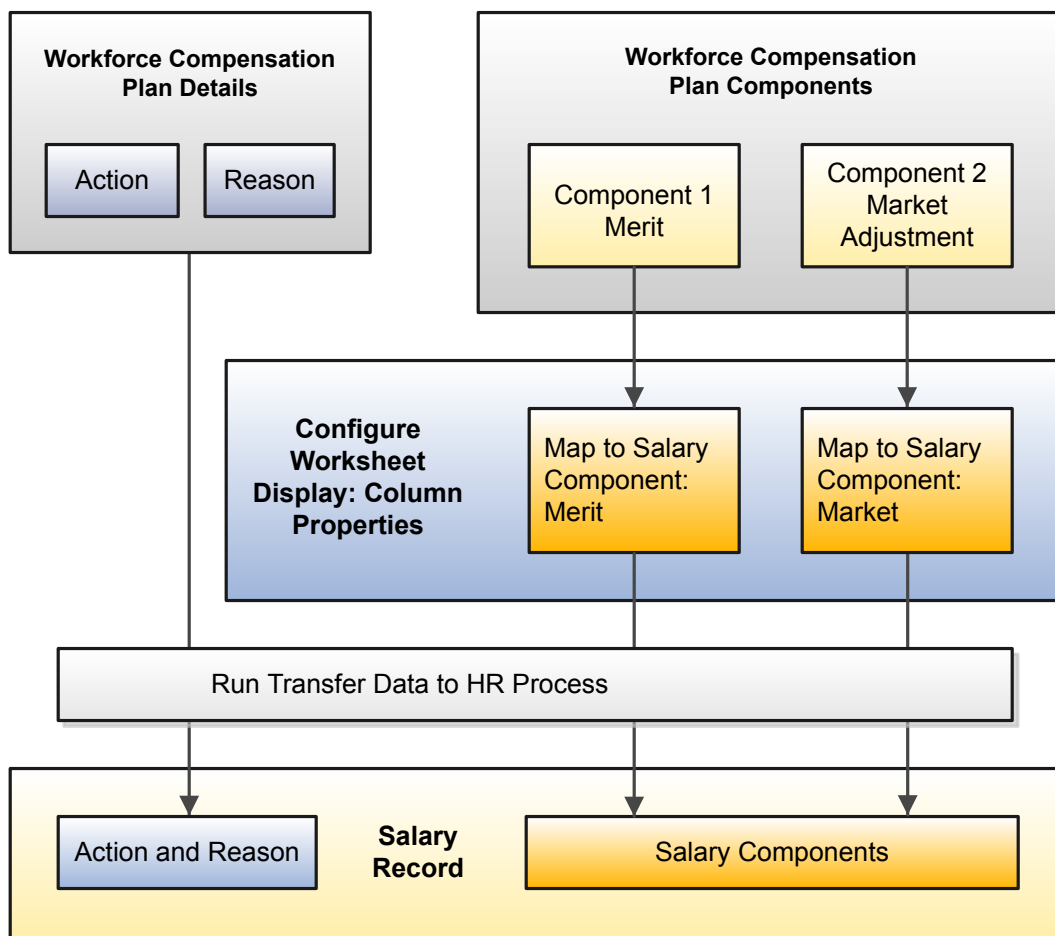 Workforce Compensation
Plan Details
Action
Reason
Workforce Compensation
Plan Components
Component 1
Merit
Component 2
Market
Adjustment
Configure
Worksheet
Display: Column
Properties
Map to Salary
Component:
Merit
Map to Salary
Component:
Market
Run Transfer Data to HR Process
Action and Reason
Salary
Record
Salary Components